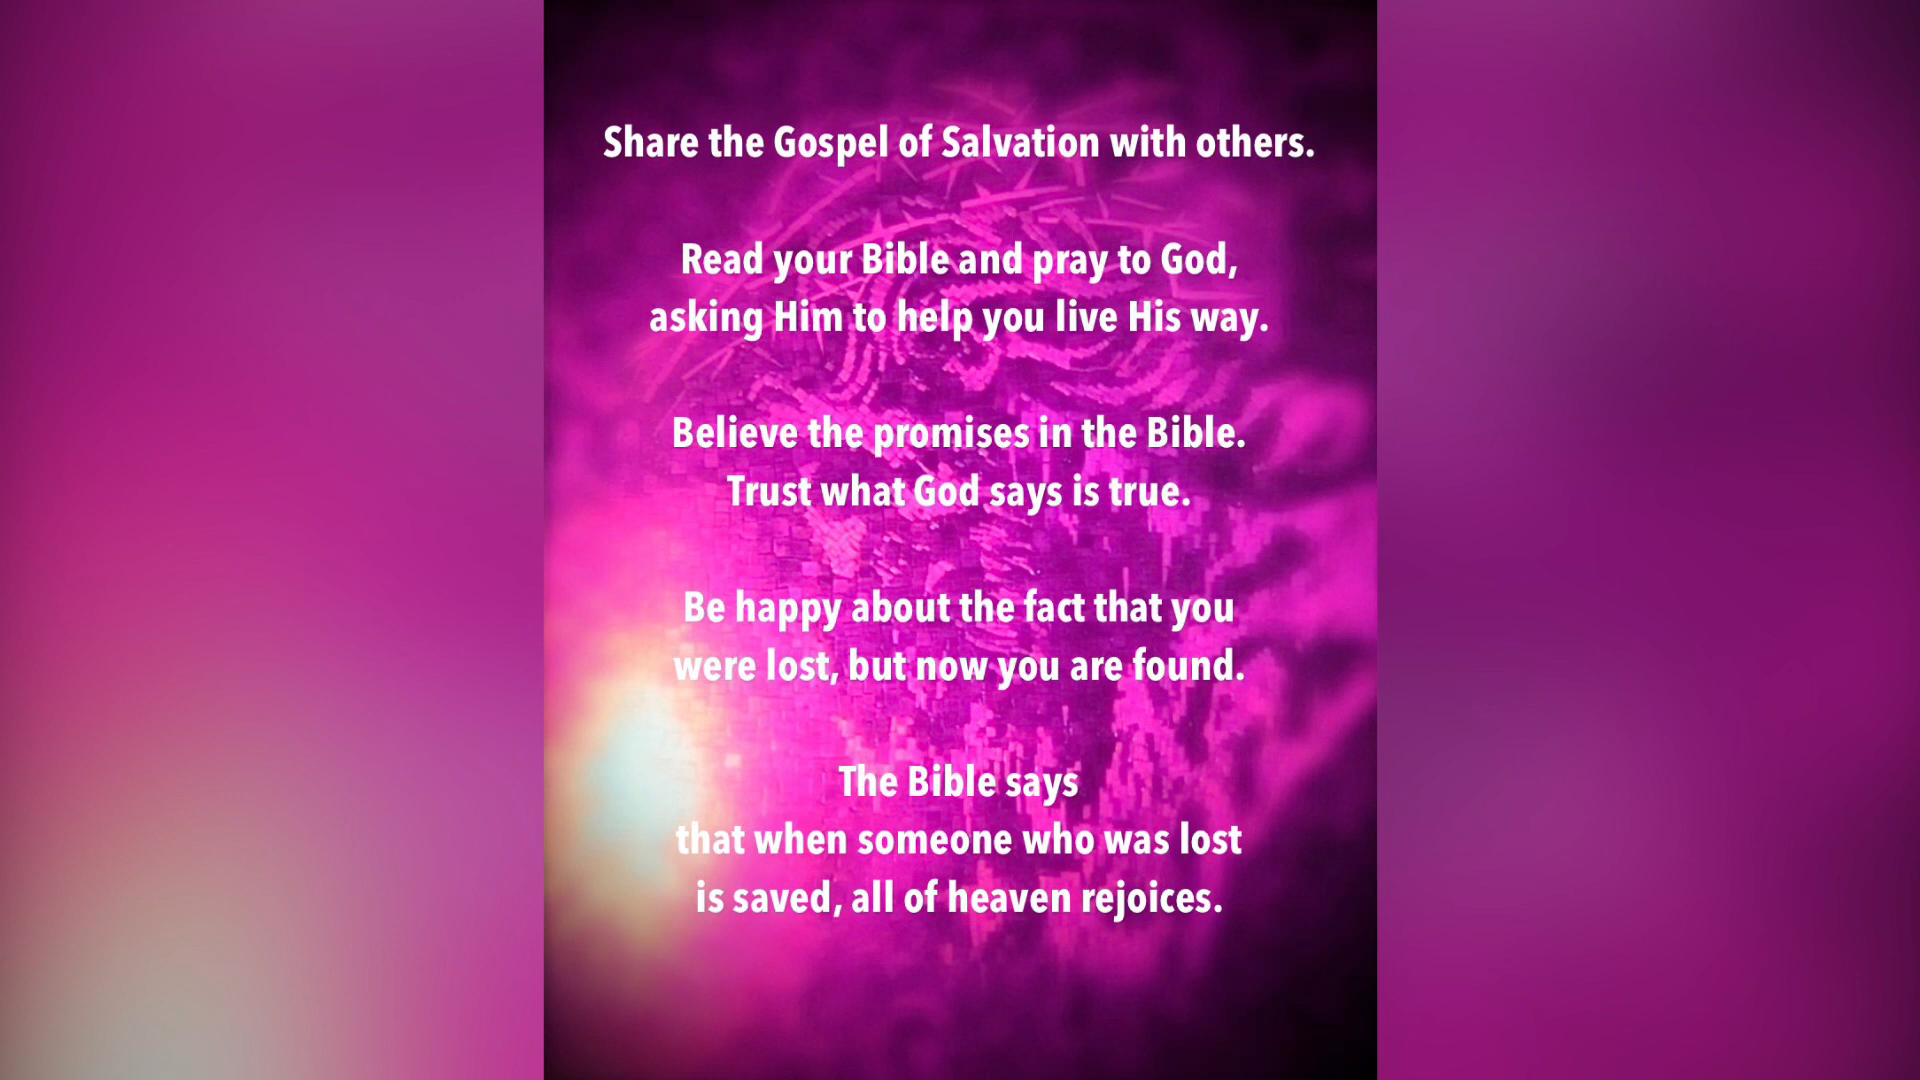 Share the Gospel of Salvation with others.
Read your Bible and pray to God,
asking Him to help you live His way.
Believe the promises in the Bible.
Trust what God says is true.
Be happy about the fact that you
were lost, but now you are found.
The Bible says
that when someone who was lost
is saved, all of heaven rejoices.